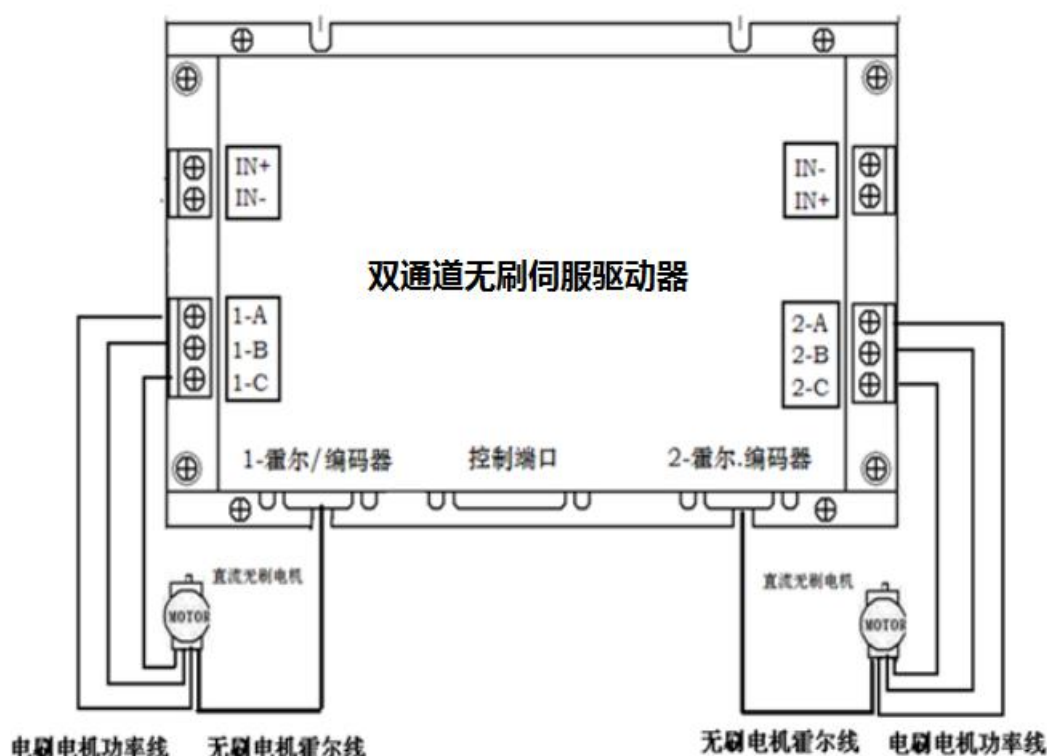 IN+
IN-
IN-
IN+
双通道无刷伺服驱动器
1-A
1-B
1-C
2-A
2-B
2-C
1-霍尔/编码器
控制端口
2-霍尔.编码器
直流无刷电机
直流无刷电机
MOTOR
MOTOR
电刷电机功率线
无刷电机霍尔线
无刷电机霍尔线
电刷电机功率线